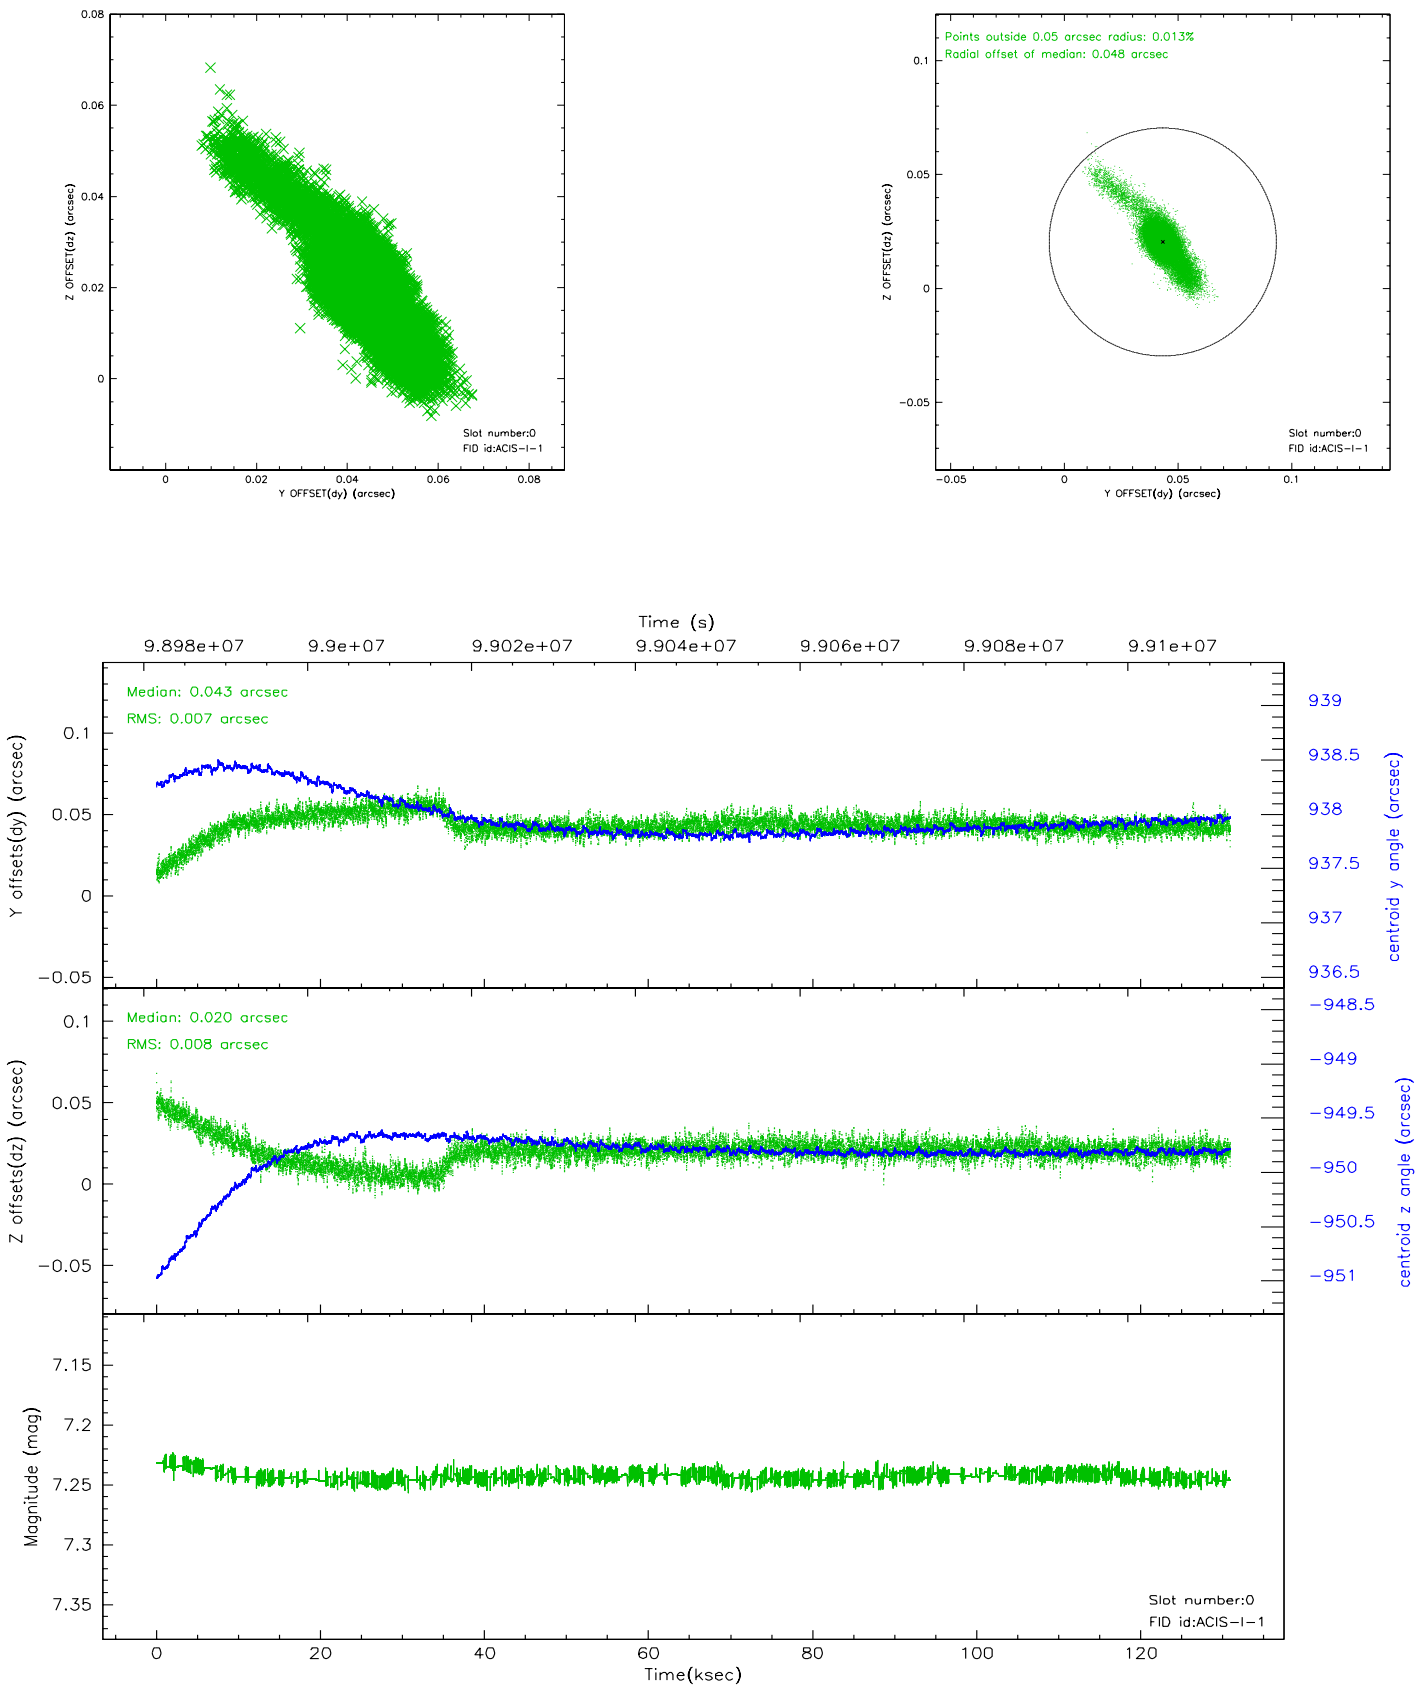 0.08
0.06
0.04
0.02
0
Z OFFSET(dz) (arcsec)
Slot number:0
FID id:ACIS-I-1
0 0.02 0.04 0.06 0.08
Y OFFSET(dy) (arcsec)
Points outside 0.05 arcsec radius: 0.013%
Radial offset of median: 0.048 arcsec
0.1
0.05
0
-0.05
Z OFFSET(dz) (arcsec)
Slot number:0
FID id:ACIS-I-1
-0.05 0 0.05 0.1
Y OFFSET(dy) (arcsec)
Time (s)
9.898e+07 9.9e+07 9.902e+07 9.904e+07 9.906e+07 9.908e+07 9.91e+07
Median: 0.043 arcsec
RMS: 0.007 arcsec
0.1
0.05
0
-0.05
Y offsets(dy) (arcsec)
939
938.5
938
937.5
937
936.5
centroid y angle (arcsec)
Median: 0.020 arcsec
RMS: 0.008 arcsec
0.1
0.05
0
-0.05
Z offsets(dz) (arcsec)
-948.5
-949
-949.5
-950
-950.5
-951
centroid z angle (arcsec)
7.15
7.2
7.25
7.3
7.35
Magnitude (mag)
Slot number:0
FID id:ACIS-I-1
0 20 40 60 80 100 120
Time(ksec)